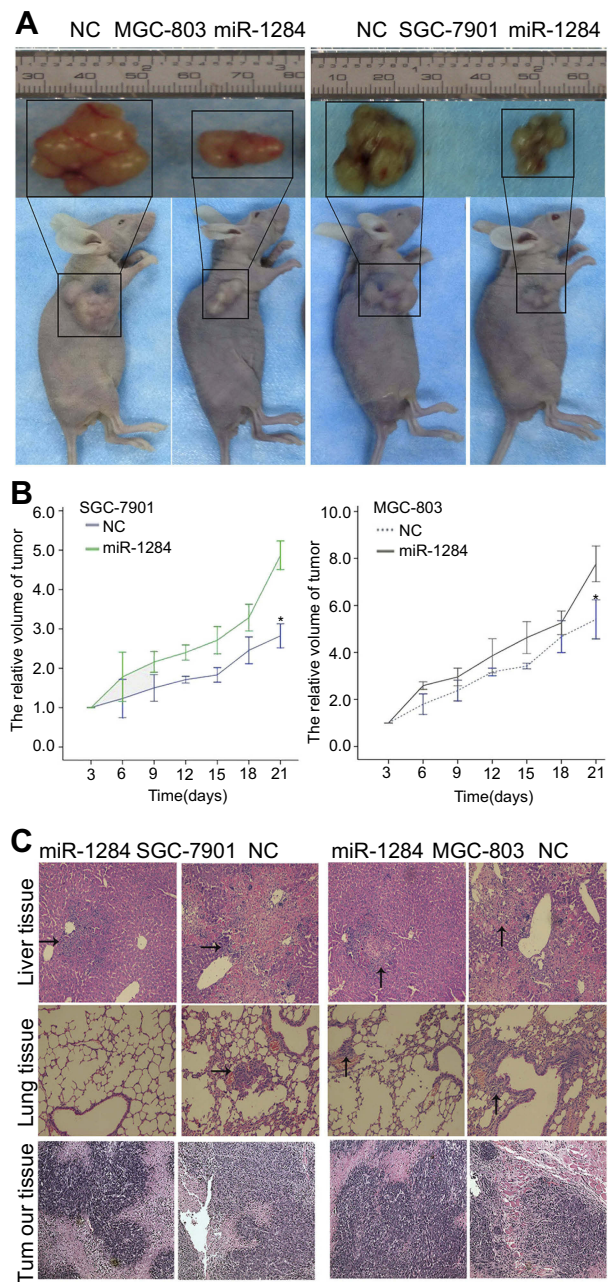 A
NC MGC-803 miR-1284
NC SGC-7901 miR-1284
30 40 50 60 70 80
10 20 30 40 50 60
B
SGC-7901
NC
miR-1284
The relative volume of tumor
6.0
5.0
4.0
3.0
2.0
1.0
0.0
*
3 6 9 12 15 18 21
Time(days)
MGC-803
NC
miR-1284
The relative volume of tumor
10.0
8.0
6.0
4.0
2.0
0.0
*
3 6 9 12 15 18 21
Time(days)
C
miR-1284 SGC-7901 NC
miR-1284 MGC-803 NC
Liver tissue
Lung tissue
Tum our tissue